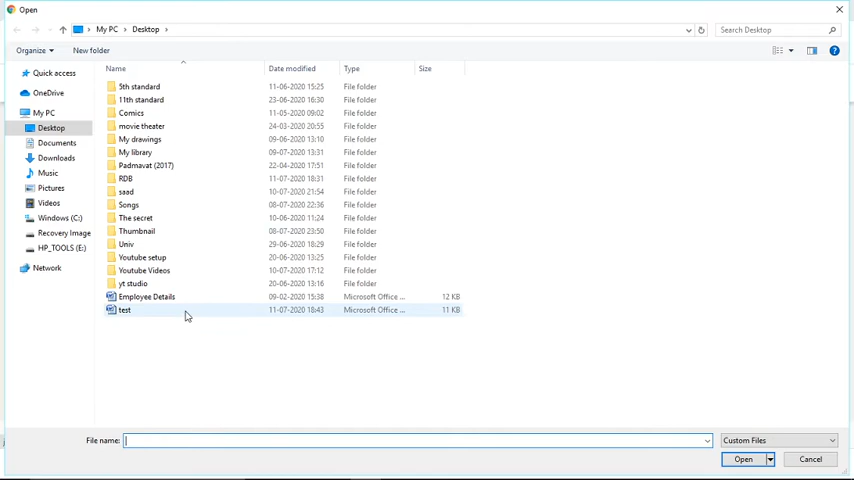 Open
My PC Desktop
Search Desktop
Organize New folder
Name Date modified Type Size
Quick access
OneDrive
My PC
Desktop
Documents
Downloads
Music
Pictures
Videos
Windows (C:)
Recovery Image
HP_TOOLS (E:)
Network
5th standard 11-06-2020 15:25 File folder
11th standard 23-06-2020 16:30 File folder
Comics 11-05-2020 09:02 File folder
movie theater 24-03-2020 20:55 File folder
My drawings 09-06-2020 13:10 File folder
My library 09-07-2020 13:31 File folder
Padmavat (2017) 22-04-2020 17:51 File folder
RDB 11-07-2020 18:31 File folder
saad 10-07-2020 21:54 File folder
Songs 08-07-2020 22:36 File folder
The secret 10-06-2020 11:24 File folder
Thumbnail 08-07-2020 23:50 File folder
Univ 29-06-2020 18:29 File folder
Youtube setup 20-06-2020 13:25 File folder
Youtube Videos 10-07-2020 17:12 File folder
yt studio 20-06-2020 13:16 File folder
Employee Details 09-02-2020 15:38 Microsoft Office ... 12 KB
test 11-07-2020 18:43 Microsoft Office ... 11 KB
File name: Custom Files
Open Cancel